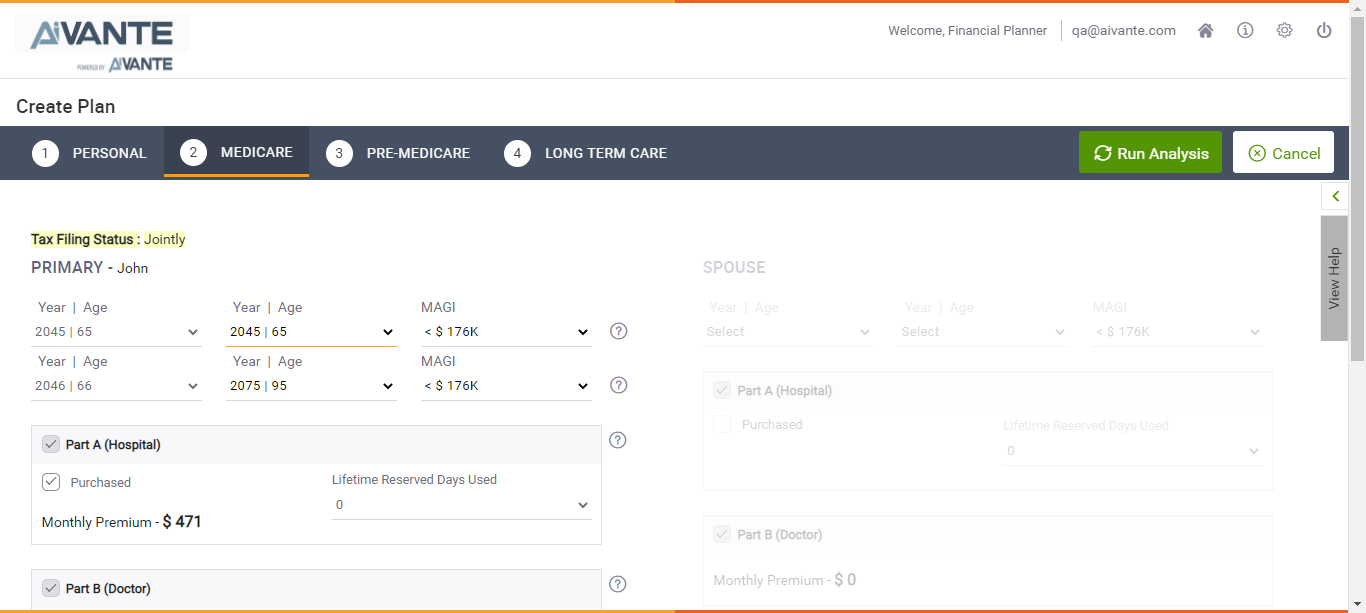 AiVANTE
POWERED BY AiVANTE
Welcome, Financial Planner
qa@aivante.com
Create Plan
1 PERSONAL
2 MEDICARE
3 PRE-MEDICARE
4 LONG TERM CARE
Run Analysis
Cancel
View Help
Tax Filing Status : Jointly
PRIMARY - John
Year | Age
Year | Age
MAGI
2045 | 65
2045 | 65
< $ 176K
?
Year | Age
Year | Age
MAGI
2046 | 66
2075 | 95
< $ 176K
?
Part A (Hospital)
?
Purchased
Lifetime Reserved Days Used
0
Monthly Premium - $ 471
Part B (Doctor)
?
SPOUSE
Year | Age
Year | Age
MAGI
Select
Select
< $ 176K
Part A (Hospital)
Purchased
Lifetime Reserved Days Used
0
Part B (Doctor)
Monthly Premium - $ 0